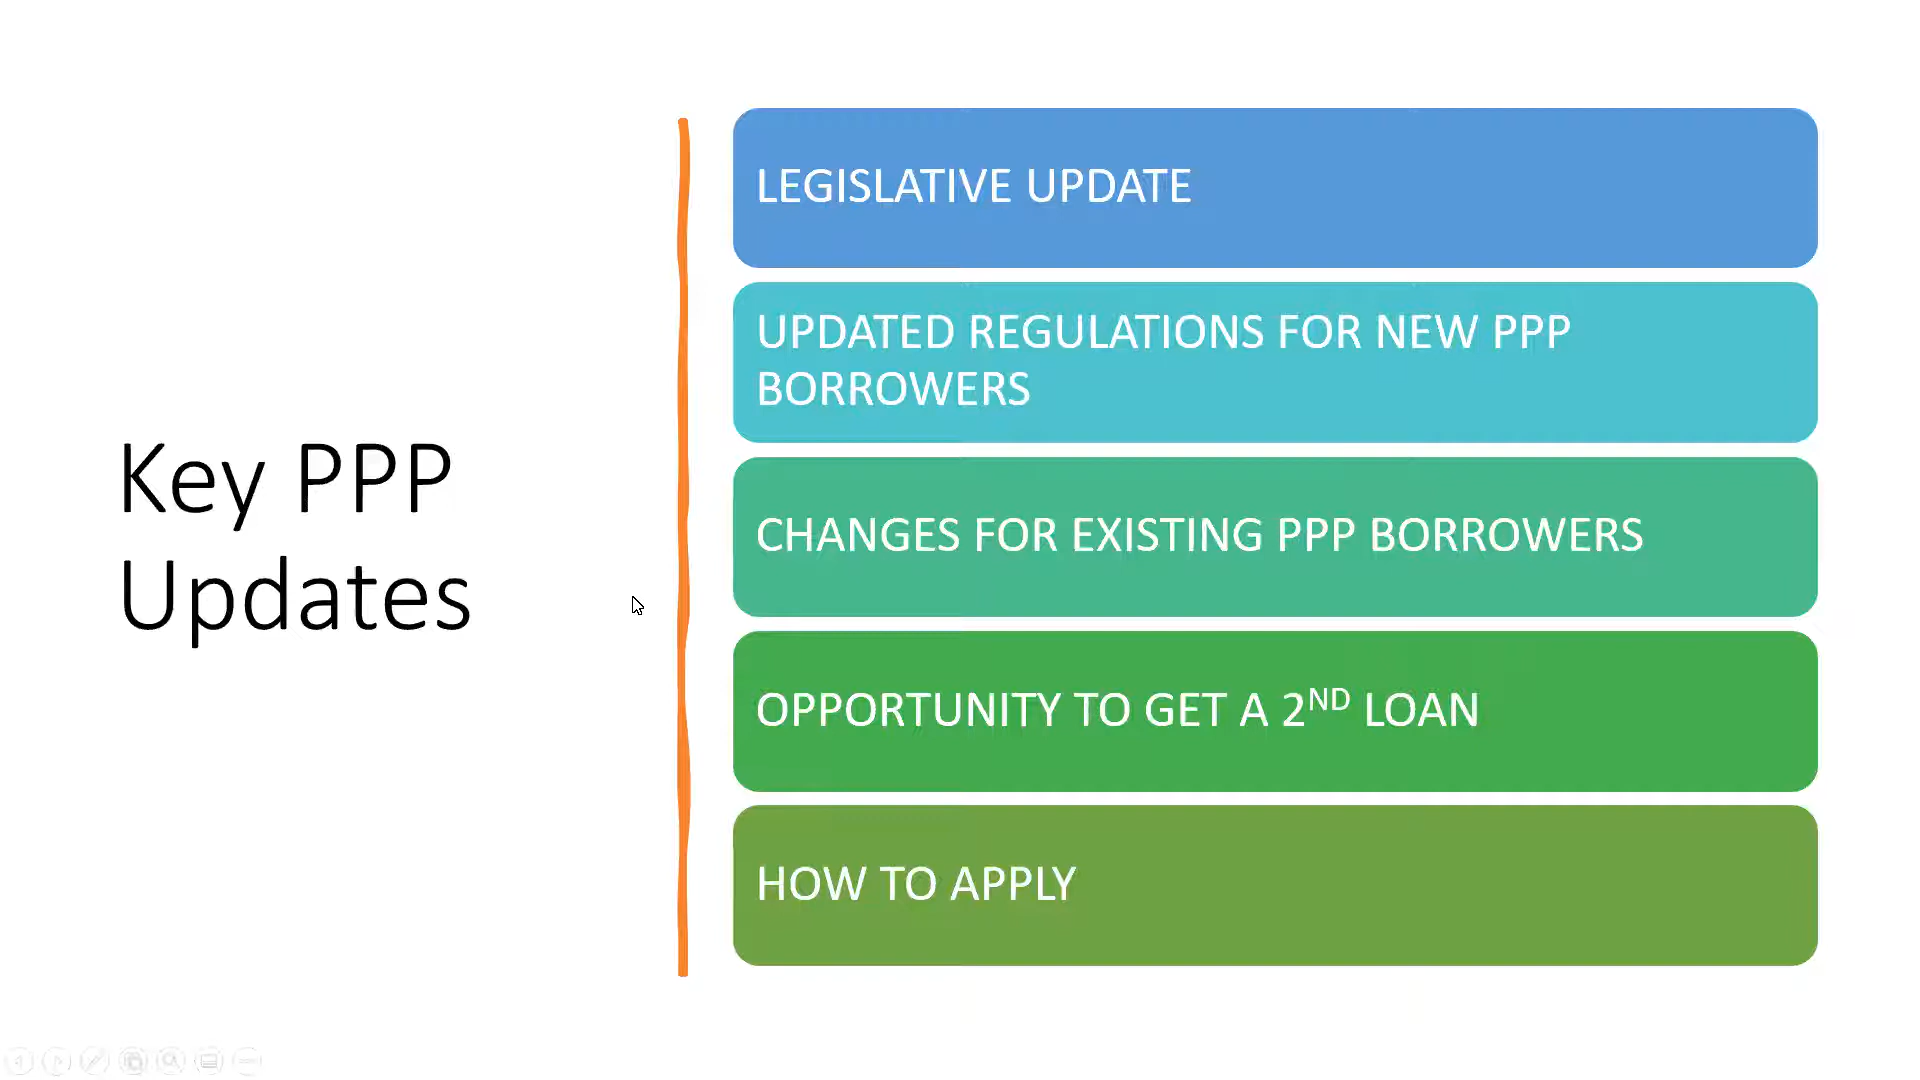 Key PPP
Updates
LEGISLATIVE UPDATE
UPDATED REGULATIONS FOR NEW PPP
BORROWERS
CHANGES FOR EXISTING PPP BORROWERS
OPPORTUNITY TO GET A 2ND LOAN
HOW TO APPLY